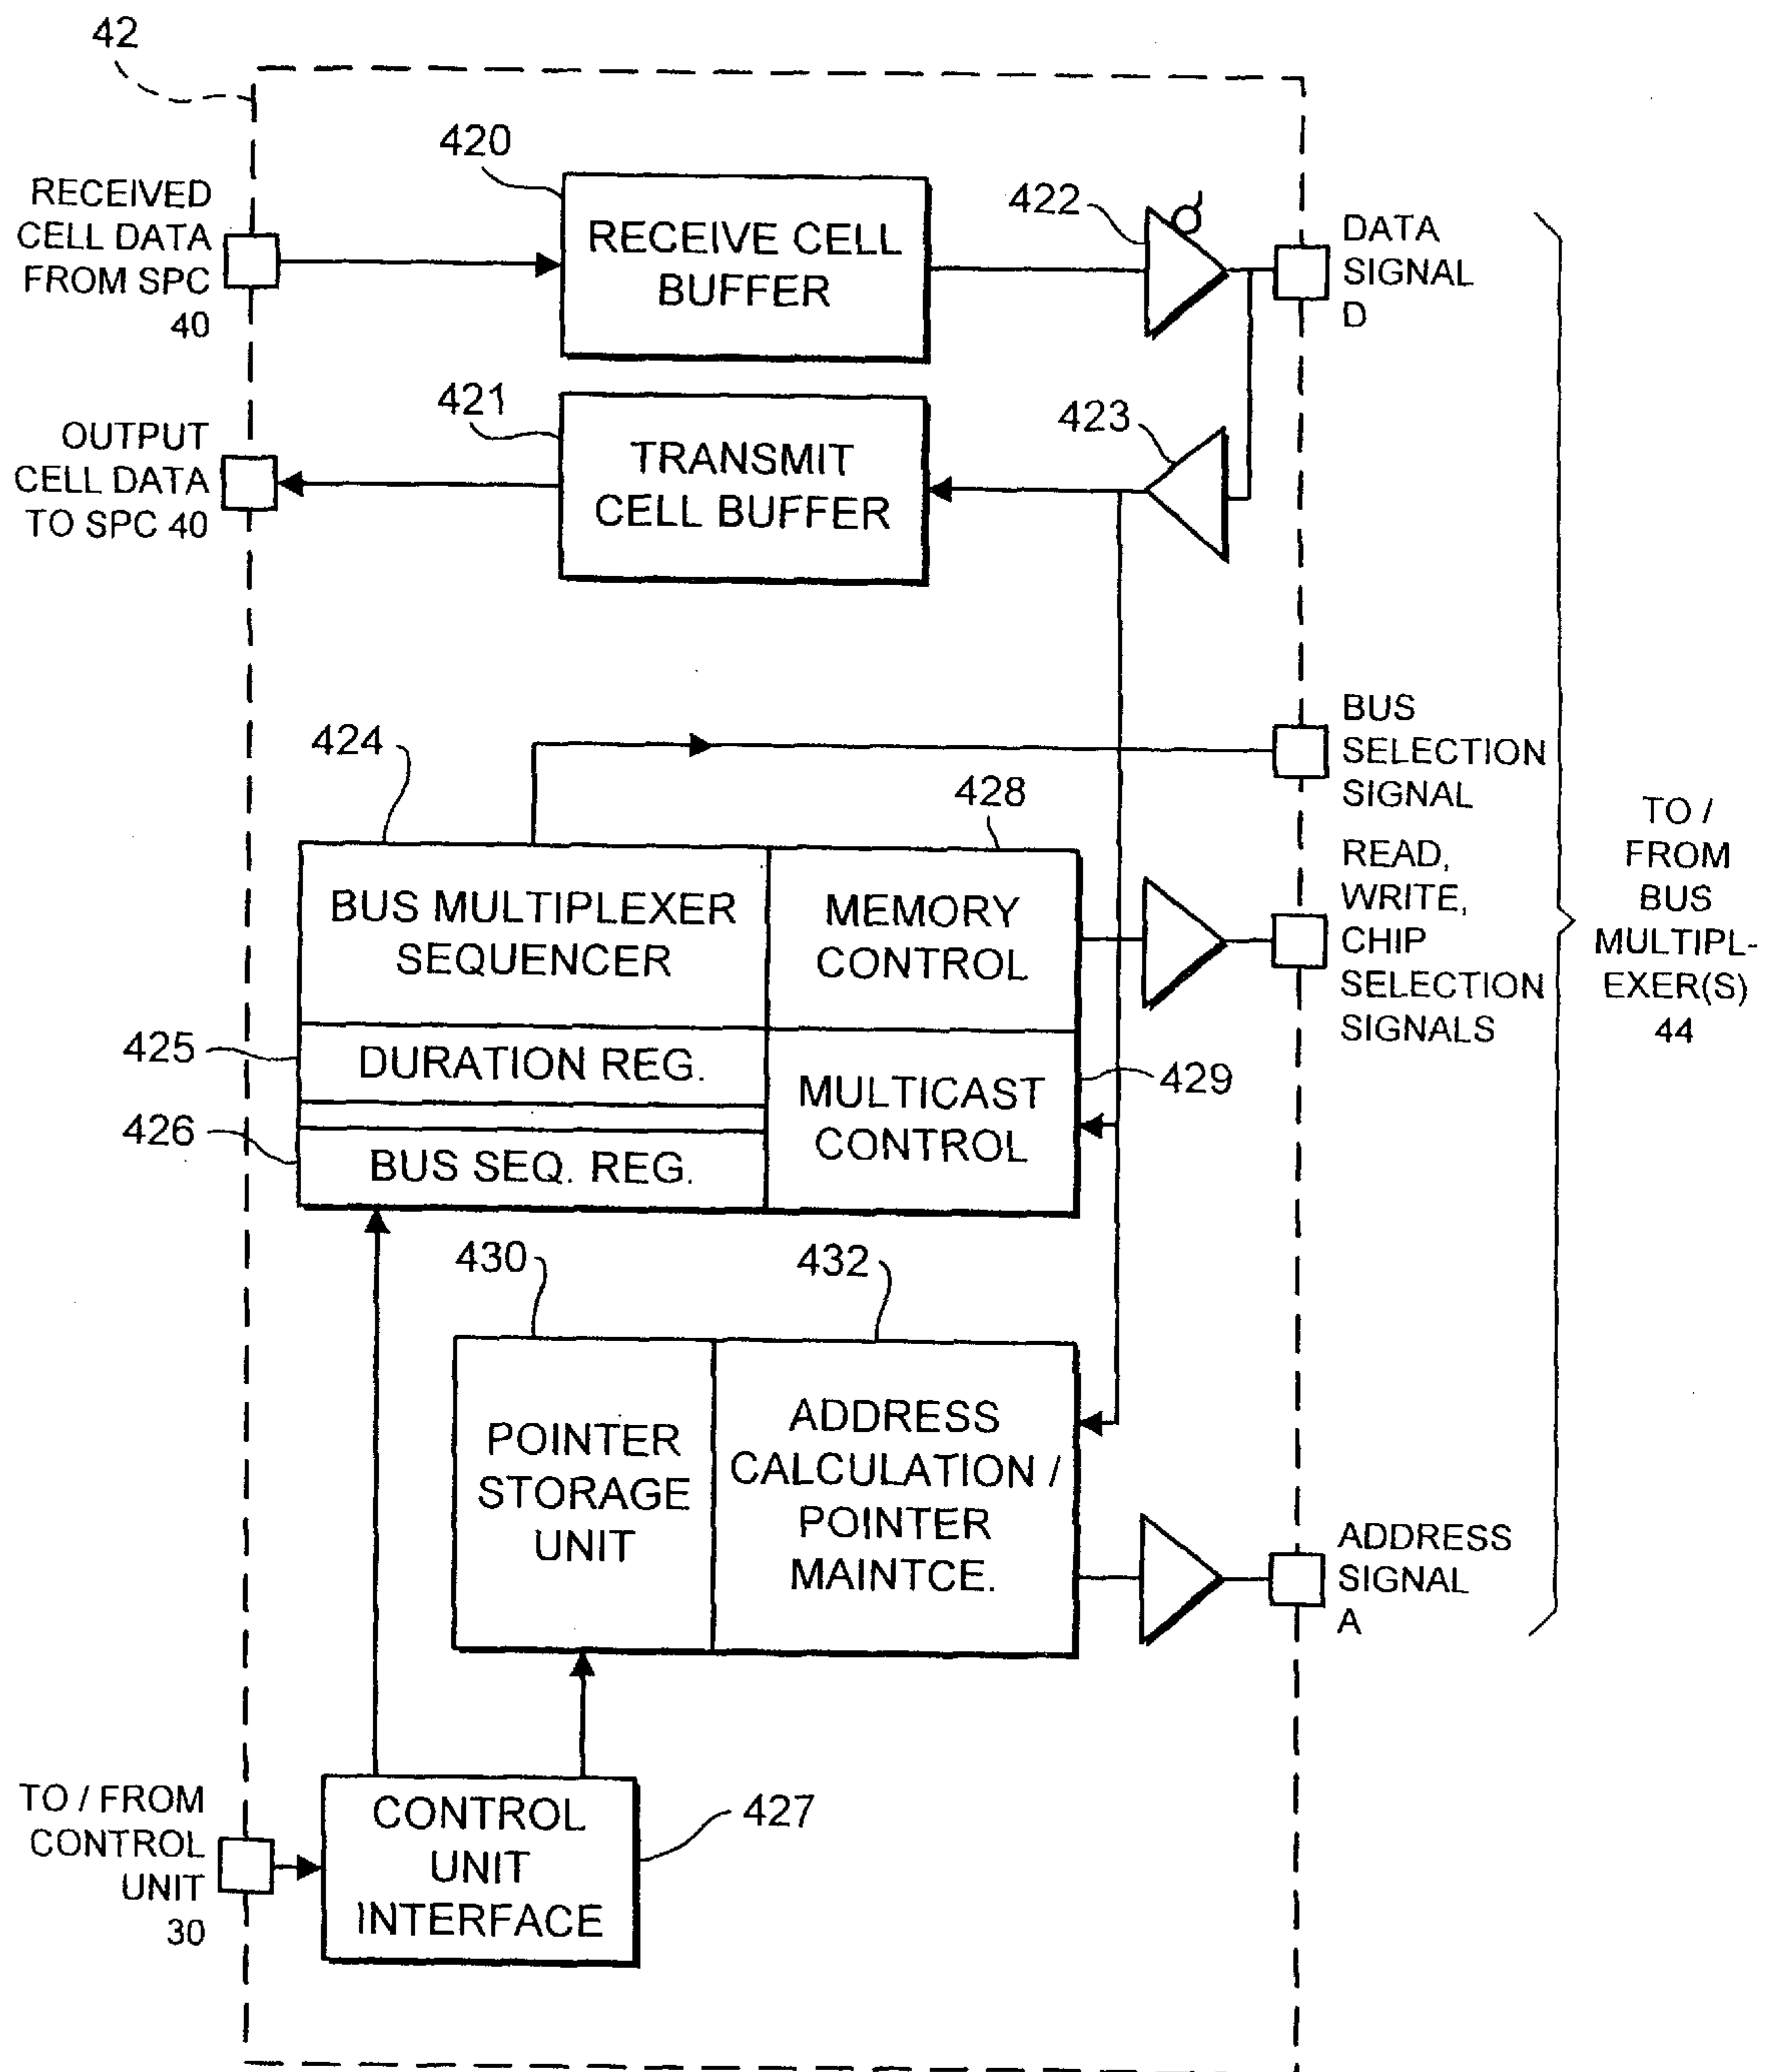 42
420
RECEIVED
CELL DATA
FROM SPC
40
RECEIVE CELL
BUFFER
422
DATA
SIGNAL
D
421
OUTPUT
CELL DATA
TO SPC 40
TRANSMIT
CELL BUFFER
423
424
428
BUS
SELECTION
SIGNAL
BUS MULTIPLEXER
SEQUENCER
MEMORY
CONTROL
READ,
WRITE,
CHIP
SELECTION
SIGNALS
TO /
FROM
BUS
MULTIPL-
EXER(S)
44
425
DURATION REG.
MULTICAST
CONTROL
429
426
BUS SEQ. REG.
430
432
POINTER
STORAGE
UNIT
ADDRESS
CALCULATION /
POINTER
MAINTCE.
ADDRESS
SIGNAL
A
TO / FROM
CONTROL
UNIT
30
CONTROL
UNIT
INTERFACE
427